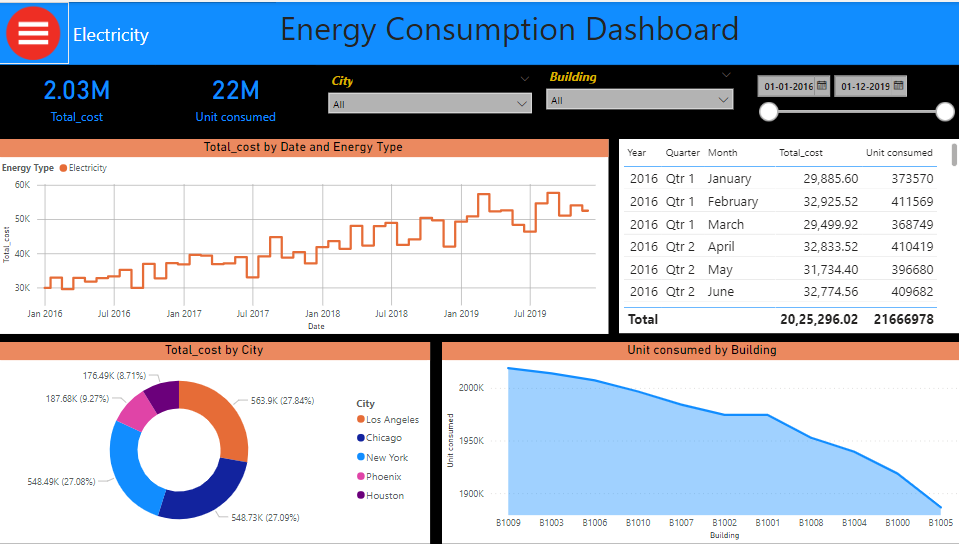 Electricity
Energy Consumption Dashboard
2.03M
Total_cost
22M
Unit consumed
City
All
Building
All
01-01-2016
01-12-2019
Total_cost by Date and Energy Type
Energy Type Electricity
Total_cost
60K
50K
40K
30K
Jan 2016 Jul 2016 Jan 2017 Jul 2017 Jan 2018 Jul 2018 Jan 2019 Jul 2019
Date
Year Quarter Month Total_cost Unit consumed
2016 Qtr 1 January 29,885.60 373570
2016 Qtr 1 February 32,925.52 411569
2016 Qtr 1 March 29,499.92 368749
2016 Qtr 2 April 32,833.52 410419
2016 Qtr 2 May 31,734.40 396680
2016 Qtr 2 June 32,774.56 409682
Total 20,25,296.02 21666978
Total_cost by City
176.49K (8.71%)
187.68K (9.27%)
563.9K (27.84%)
548.49K (27.08%)
548.73K (27.09%)
City
Los Angeles
Chicago
New York
Phoenix
Houston
Unit consumed by Building
Unit consumed
2000K
1950K
1900K
B1009 B1003 B1006 B1010 B1007 B1002 B1001 B1008 B1004 B1000 B1005
Building